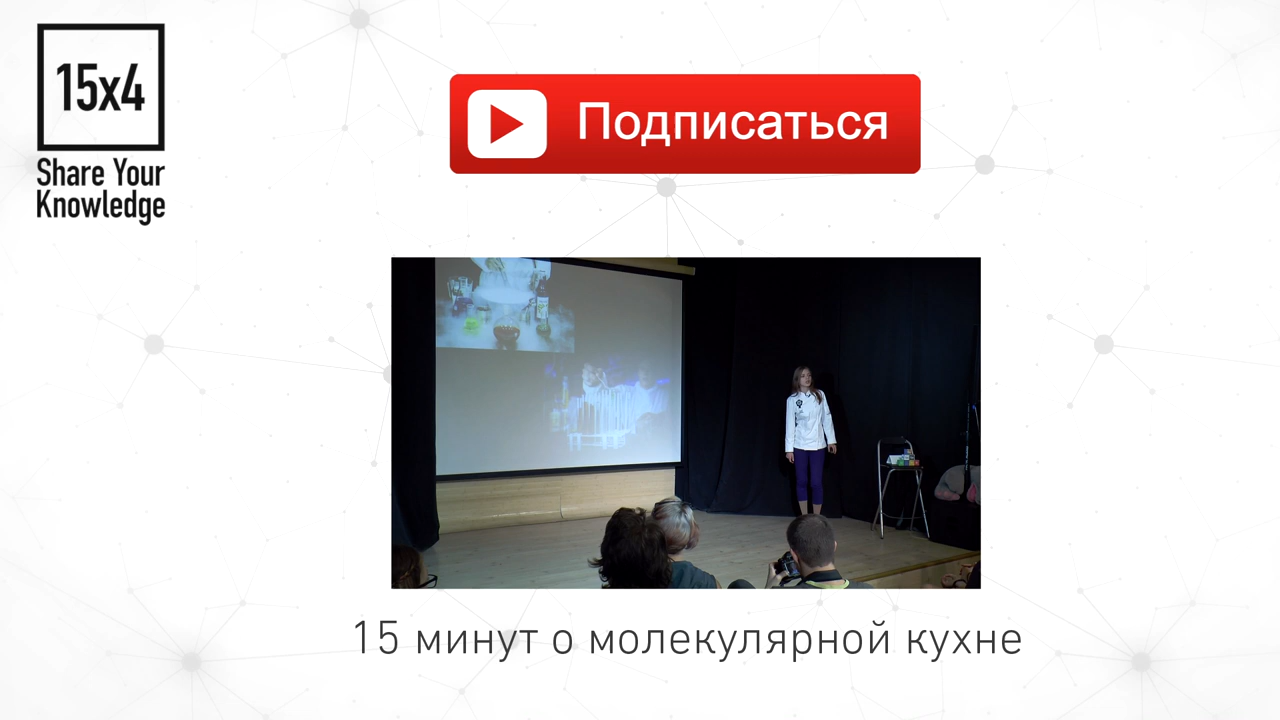 15x4
Share Your
Knowledge
Подписаться
15 минут о молекулярной кухне